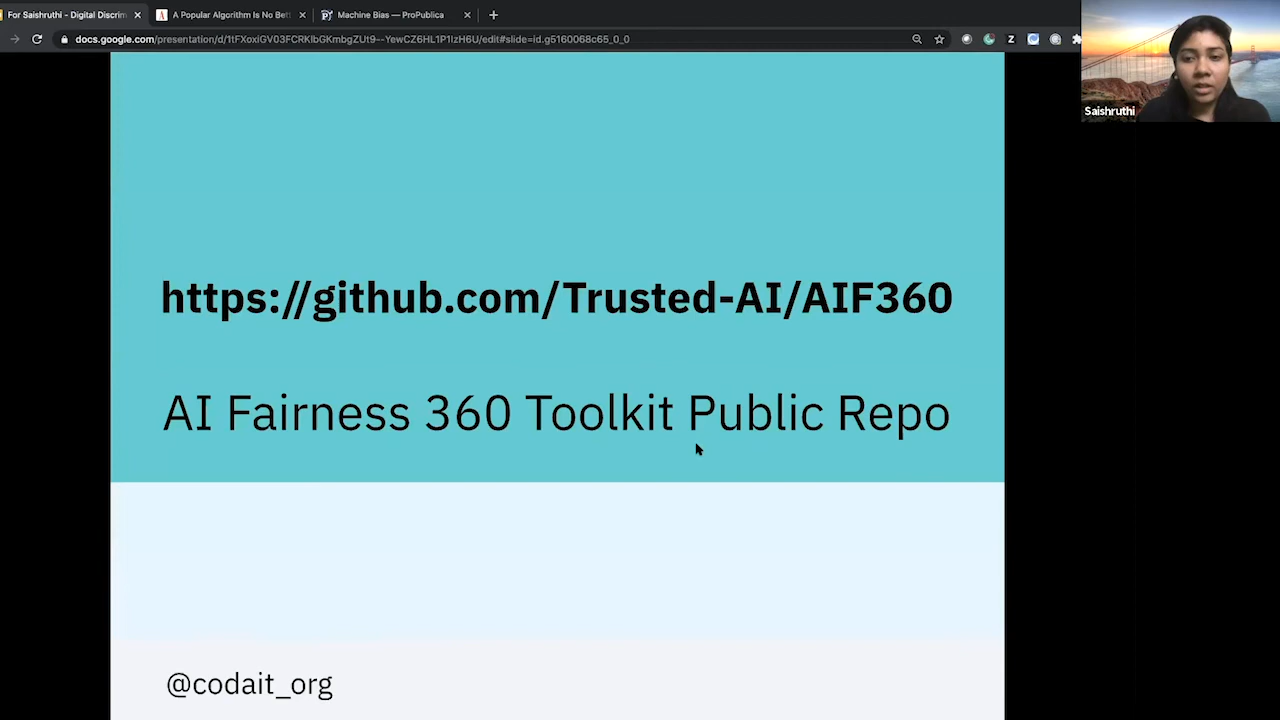 For Saishruthi - Digital Discrim
A Popular Algorithm Is No Bett
Machine Bias — ProPublica
docs.google.com/presentation/d/1tFXoxiGV03FCRKlbGKmbgZUt9--YewCZ6HL1P1IzH6U/edit#slide=id.g5160068c65_0_0
Saishruthi
https://github.com/Trusted-AI/AIF360
AI Fairness 360 Toolkit Public Repo
@codait_org